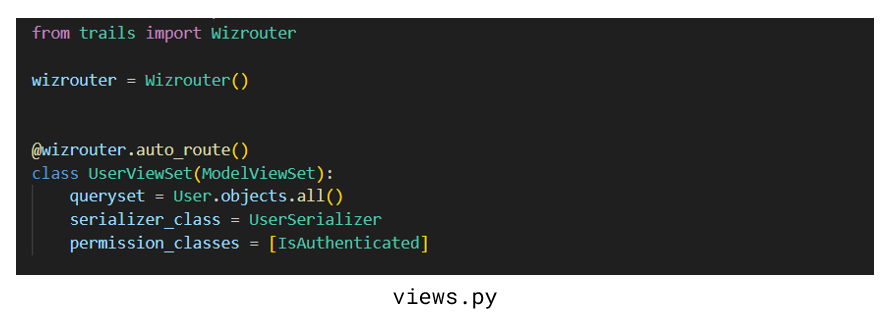 from trails import Wizrouter
wizrouter = Wizrouter()
@wizrouter.auto_route()
class UserViewSet(ModelViewSet):
    queryset = User.objects.all()
    serializer_class = UserSerializer
    permission_classes = [IsAuthenticated]
views.py